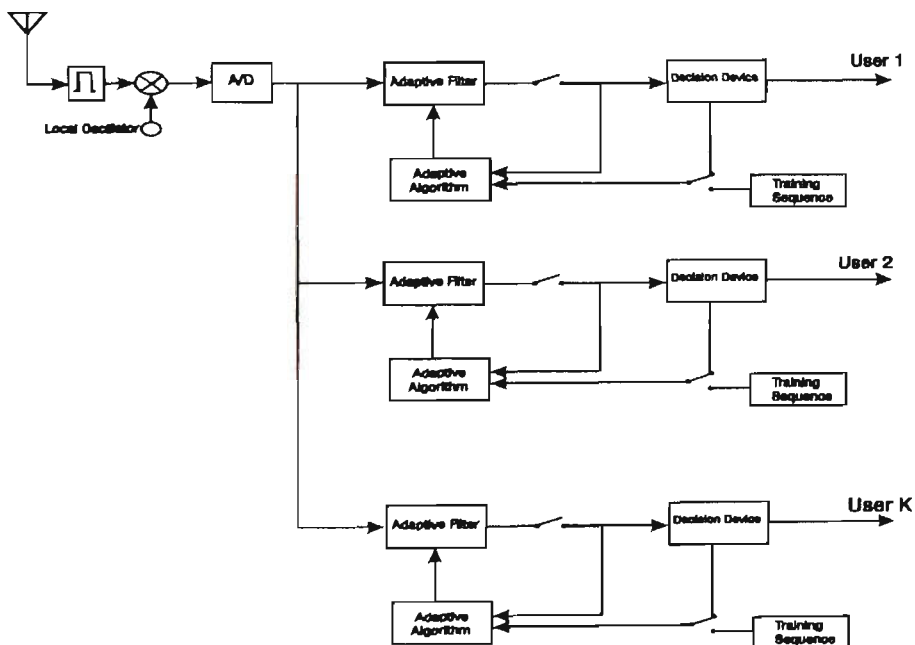 User 1
A/D
Adaptive Filter
Decision Device
Local Oscillator
Adaptive
Algorithm
Training
Sequence
User 2
Adaptive Filter
Decision Device
Adaptive
Algorithm
Training
Sequence
User K
Adaptive Filter
Decision Device
Adaptive
Algorithm
Training
Sequence